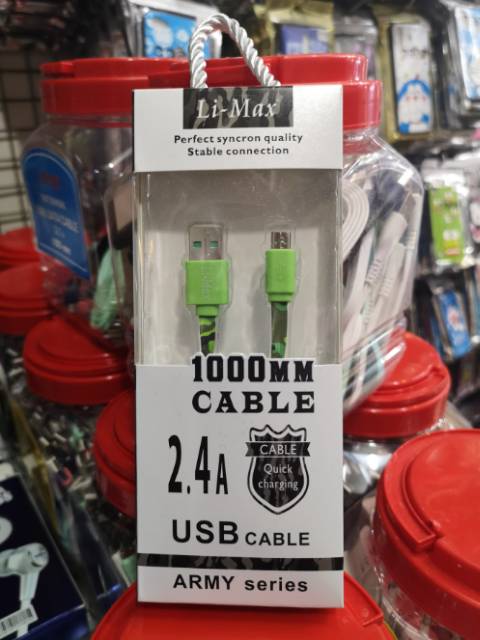 Li-Max
Perfect syncron quality
Stable connection
1000MM
CABLE
2.4A
CABLE
Quick
charging
USB CABLE
ARMY series